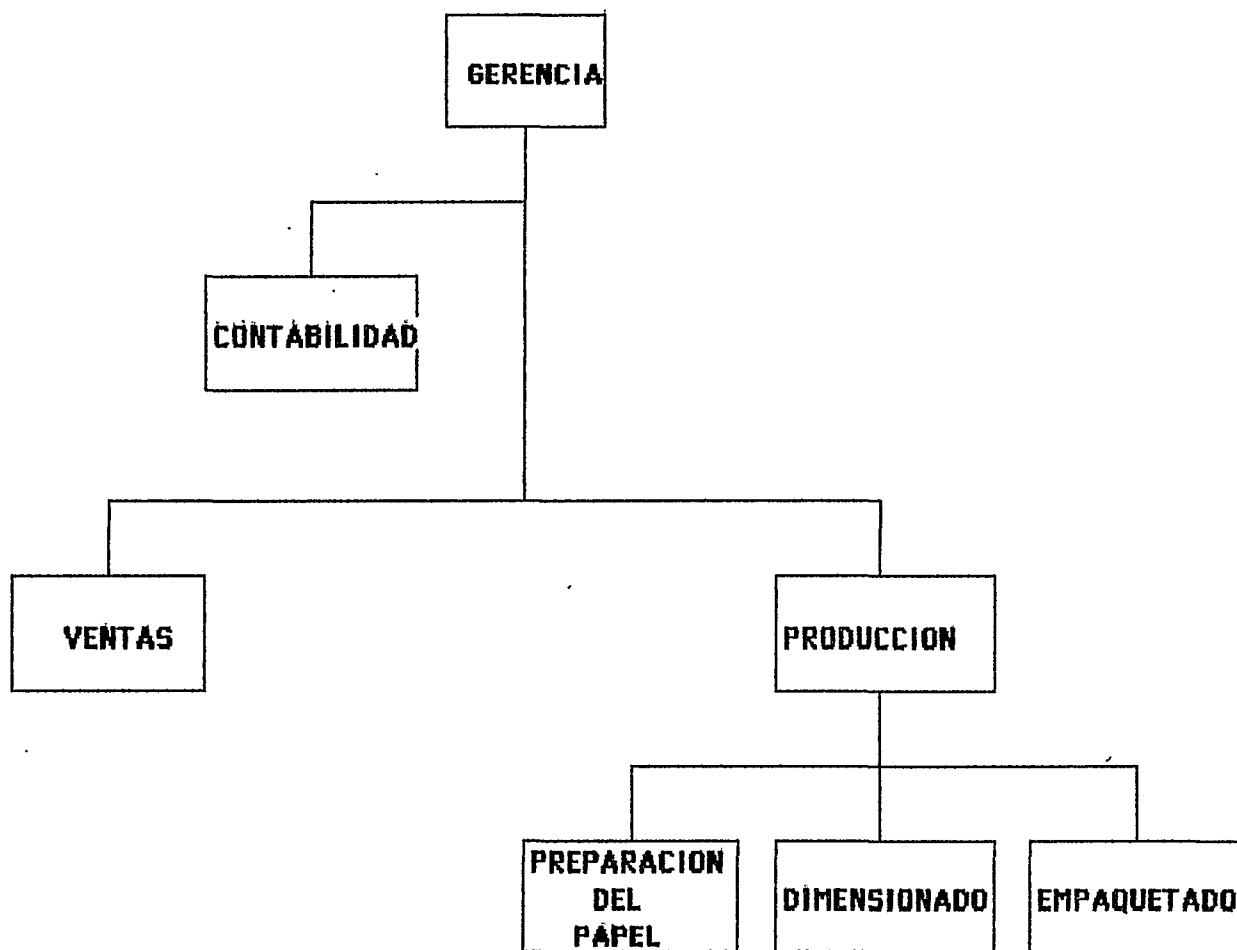 GERENCIA
CONTABILIDAD
VENTAS
PRODUCCION
PREPARACION
DEL
PAPEL
DIMENSIONADO
EMPAQUETADO